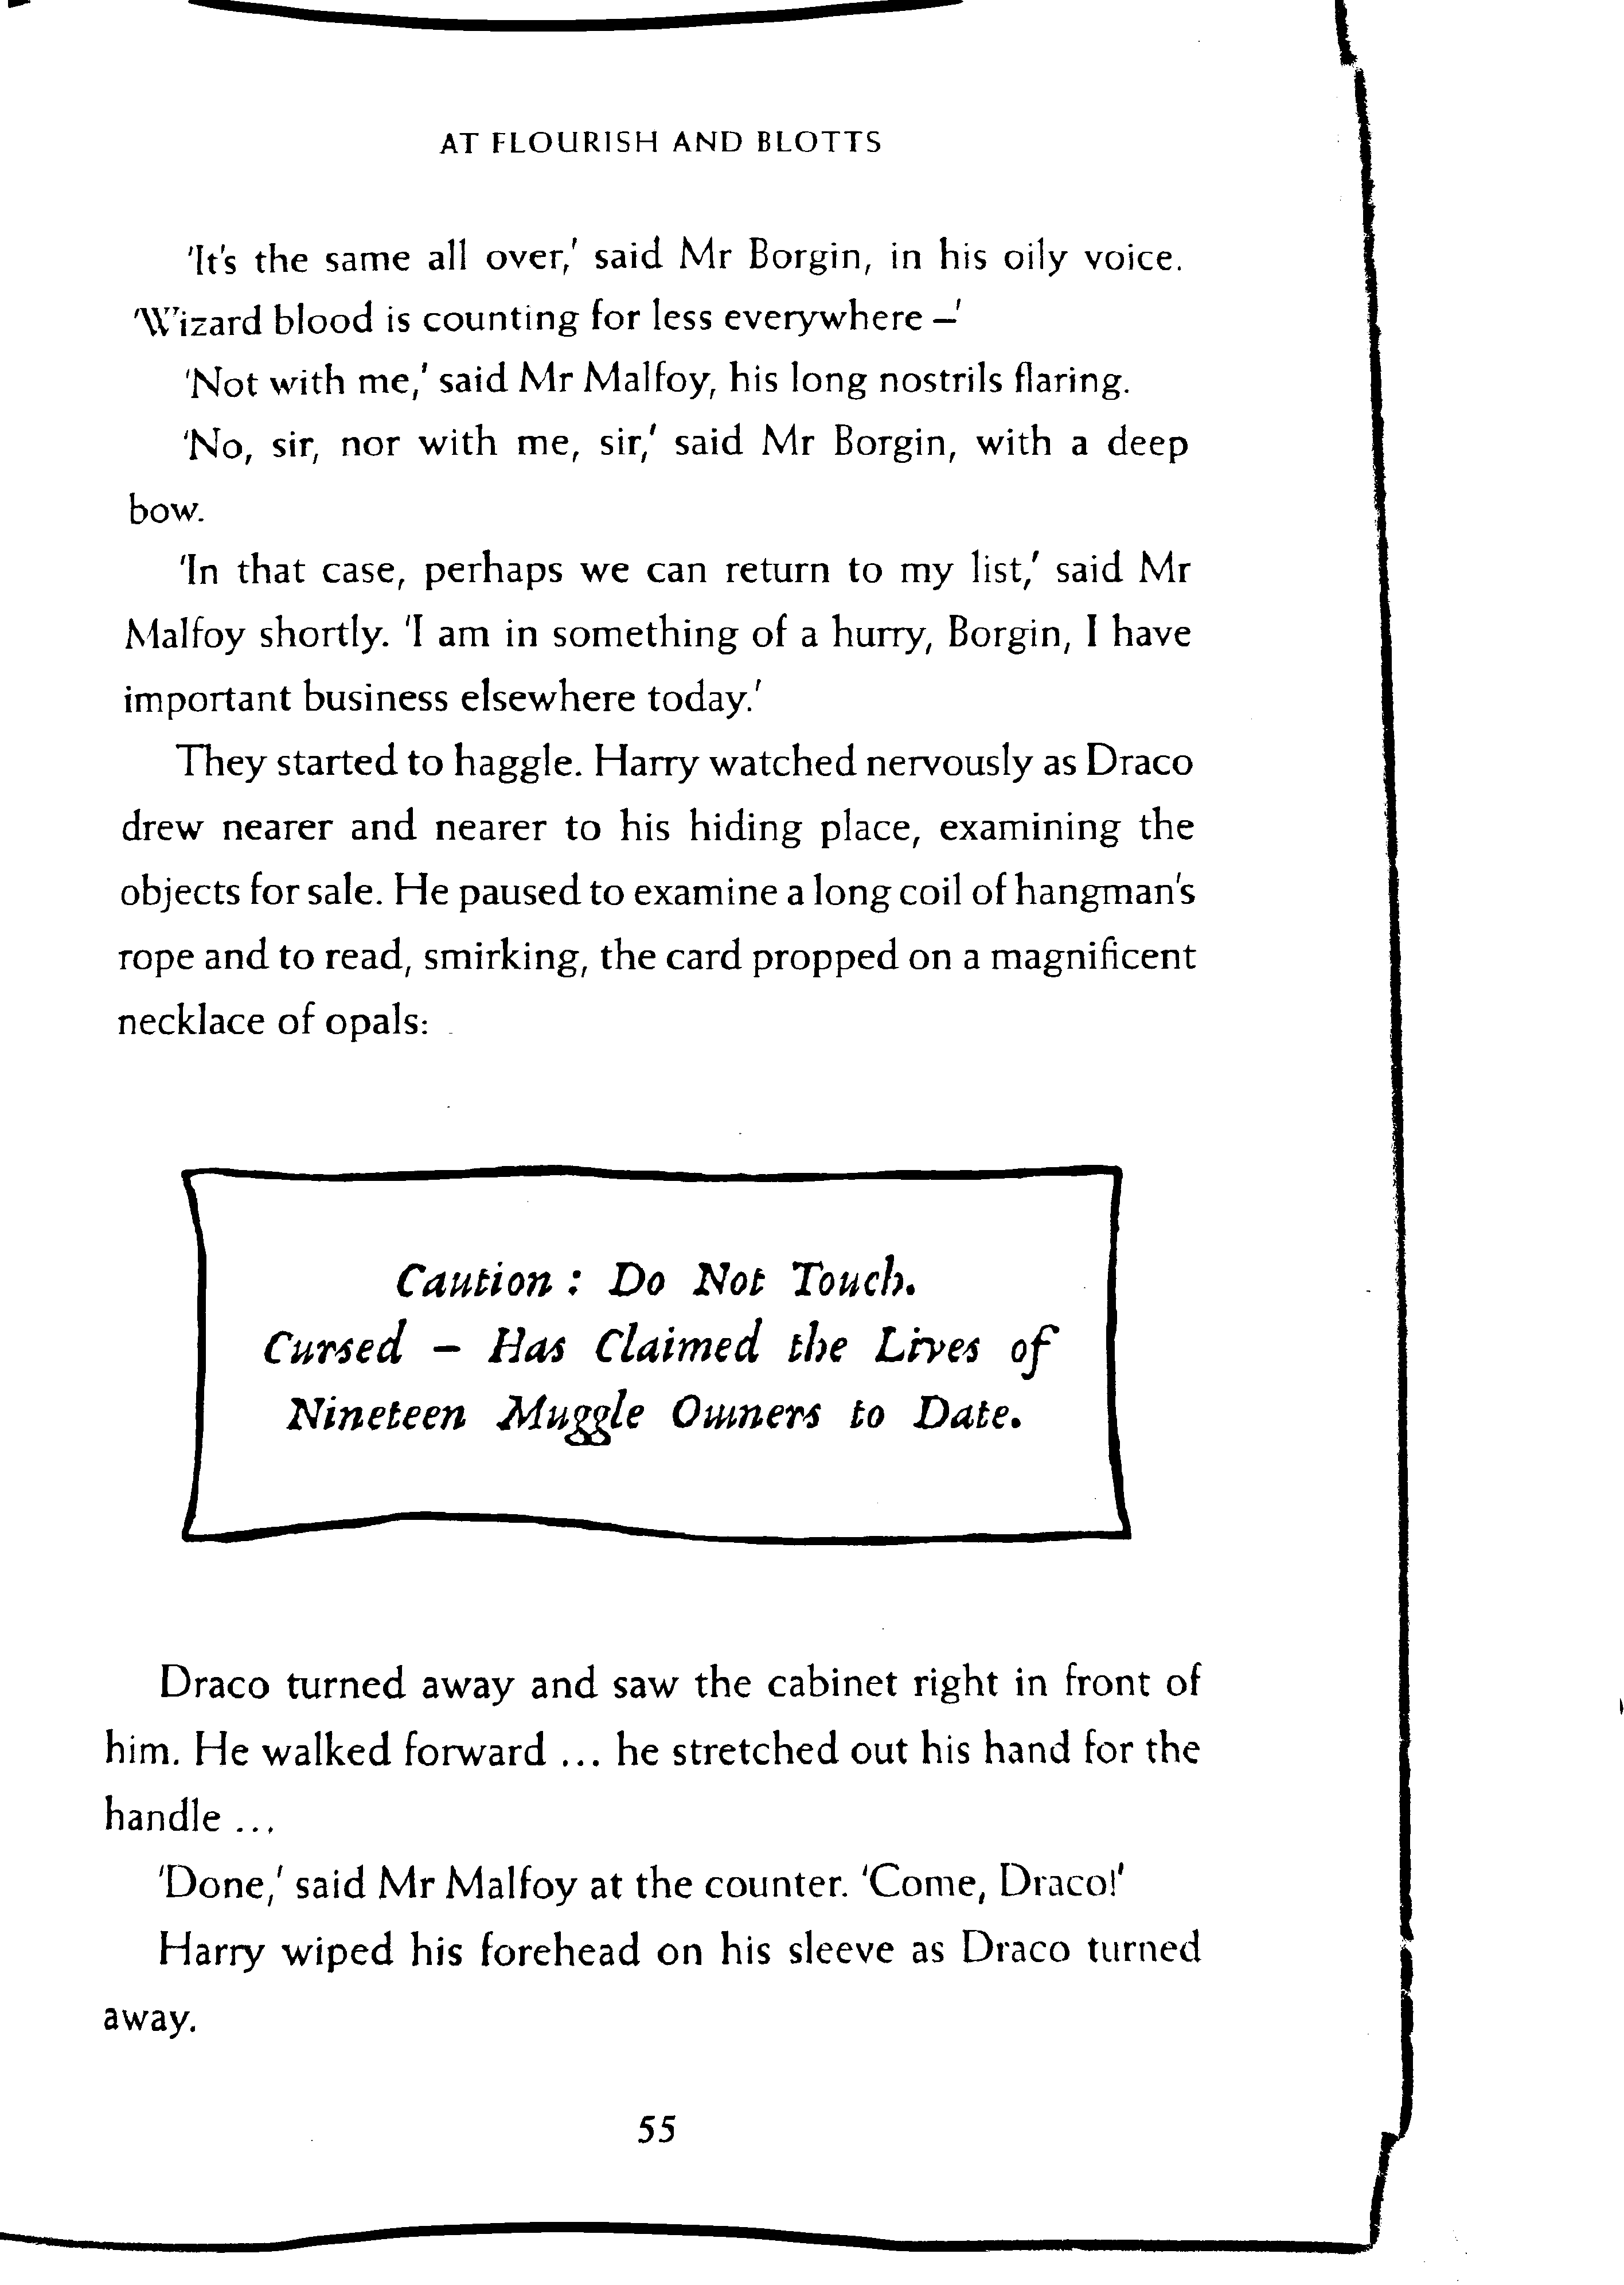 AT FLOURISH AND BLOTTS
'It's the same all over,' said Mr Borgin, in his oily voice.
'Wizard blood is counting for less everywhere –'
'Not with me,' said Mr Malfoy, his long nostrils flaring.
'No, sir, nor with me, sir,' said Mr Borgin, with a deep
bow.
'In that case, perhaps we can return to my list,' said Mr
Malfoy shortly. 'I am in something of a hurry, Borgin, I have
important business elsewhere today.'
They started to haggle. Harry watched nervously as Draco
drew nearer and nearer to his hiding place, examining the
objects for sale. He paused to examine a long coil of hangman's
rope and to read, smirking, the card propped on a magnificent
necklace of opals:
Caution : Do Not Touch.
Cursed – Has Claimed the Lives of
Nineteen Muggle Owners to Date.
Draco turned away and saw the cabinet right in front of
him. He walked forward ... he stretched out his hand for the
handle ...
'Done,' said Mr Malfoy at the counter. 'Come, Draco!'
Harry wiped his forehead on his sleeve as Draco turned
away.
55